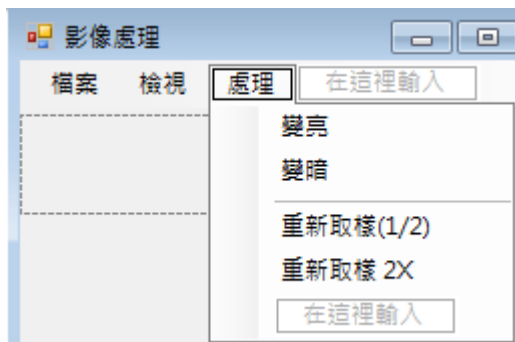 影像處理
檔案 檢視 處理 在這裡輸入
變亮
變暗
重新取樣(1/2)
重新取樣 2X
在這裡輸入